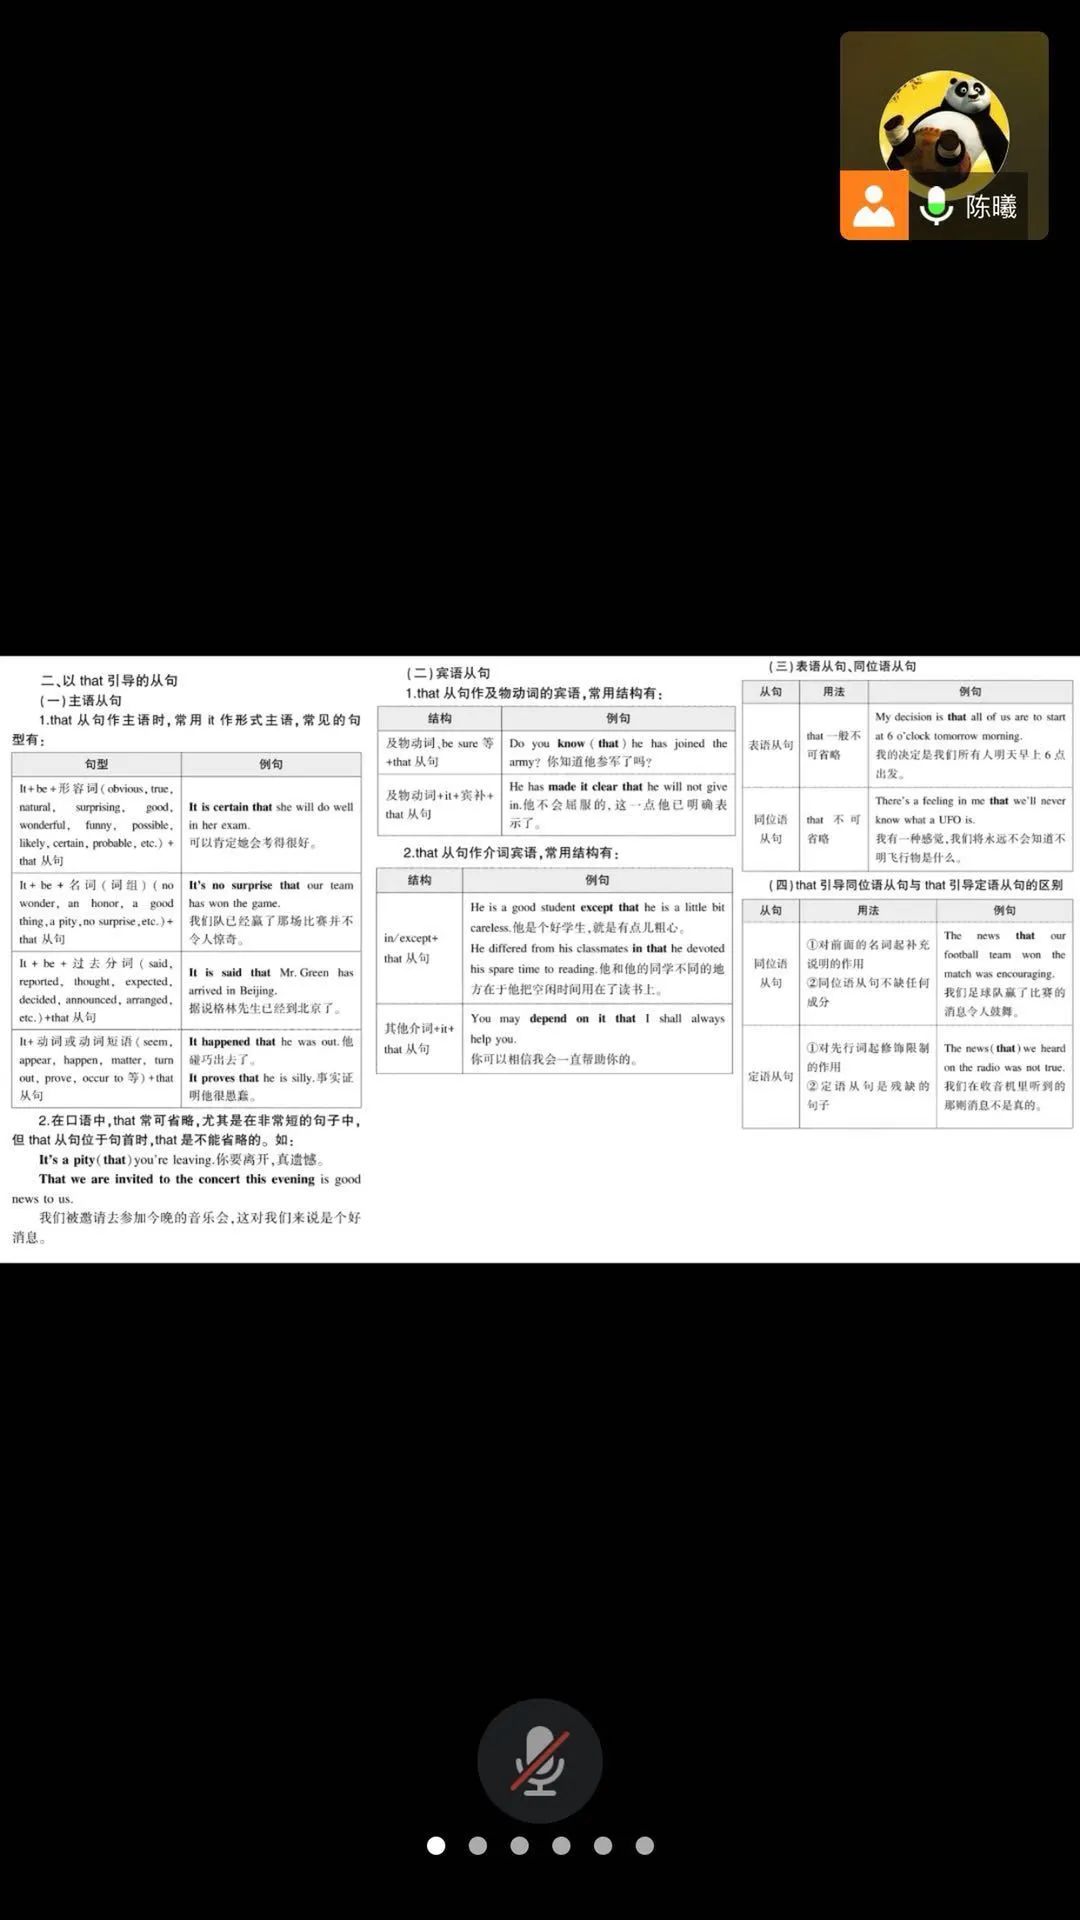 陈曦
二、以 that 引导的从句
(一)主语从句
1.that 从句作主语时,常用 it 作形式主语,常见的句
型有:
句型
例句
It+be+形容词(obvious, true,
natural, surprising, good,
wonderful, funny, possible,
likely, certain, probable, etc.) +
that 从句
It is certain that she will do well
in her exam.
可以肯定她会考得很好。
It + be + 名词(词组)(no
wonder, an honor, a good
thing,a pity,no surprise,etc.)+
that 从句
It's no surprise that our team
has won the game.
我们队已经赢了那场比赛并不
令人惊奇。
It + be + 过去分词(said,
reported, thought, expected,
decided, announced, arranged,
etc.)+that 从句
It is said that Mr. Green has
arrived in Beijing.
据说格林先生已经到北京了。
It+动词或动词短语(seem,
appear, happen, matter, turn
out, prove, occur to 等)+that
从句
It happened that he was out.他
碰巧出去了。
It proves that he is silly.事实证
明他很愚蠢。
2.在口语中,that 常可省略,尤其是在非常短的句子中,
但 that 从句位于句首时,that 是不能省略的。如:
It's a pity(that)you're leaving.你要离开,真遗憾。
That we are invited to the concert this evening is good
news to us.
我们被邀请去参加今晚的音乐会,这对我们来说是个好
消息。
(二)宾语从句
1.that 从句作及物动词的宾语,常用结构有:
结构
例句
及物动词、be sure 等
+that 从句
Do you know (that) he has joined the
army? 你知道他参军了吗?
及物动词+it+宾补+
that 从句
He has made it clear that he will not give
in.他不会屈服的,这一点他已明确表
示了。
2.that 从句作介词宾语,常用结构有:
结构
例句
in/except+
that 从句
He is a good student except that he is a little bit
careless.他是个好学生,就是有点儿粗心。
He differed from his classmates in that he devoted
his spare time to reading.他和他的同学不同的地
方在于他把空闲时间用在了读书上。
其他介词+it+
that 从句
You may depend on it that I shall always
help you.
你可以相信我会一直帮助你的。
(三)表语从句、同位语从句
从句
用法
例句
表语从句
that 一般不
可省略
My decision is that all of us are to start
at 6 o'clock tomorrow morning.
我的决定是我们所有人明天早上 6 点
出发。
同位语
从句
that 不可
省略
There's a feeling in me that we'll never
know what a UFO is.
我有一种感觉,我们将永远不会知道不
明飞行物是什么。
(四)that 引导同位语从句与 that 引导定语从句的区别
从句
用法
例句
同位语
从句
①对前面的名词起补充
说明的作用
②同位语从句不缺任何
成分
The news that our
football team won the
match was encouraging.
我们足球队赢了比赛的
消息令人鼓舞。
定语从句
①对先行词起修饰限制
的作用
②定语从句是残缺的
句子
The news(that)we heard
on the radio was not true.
我们在收音机里听到的
那则消息不是真的。